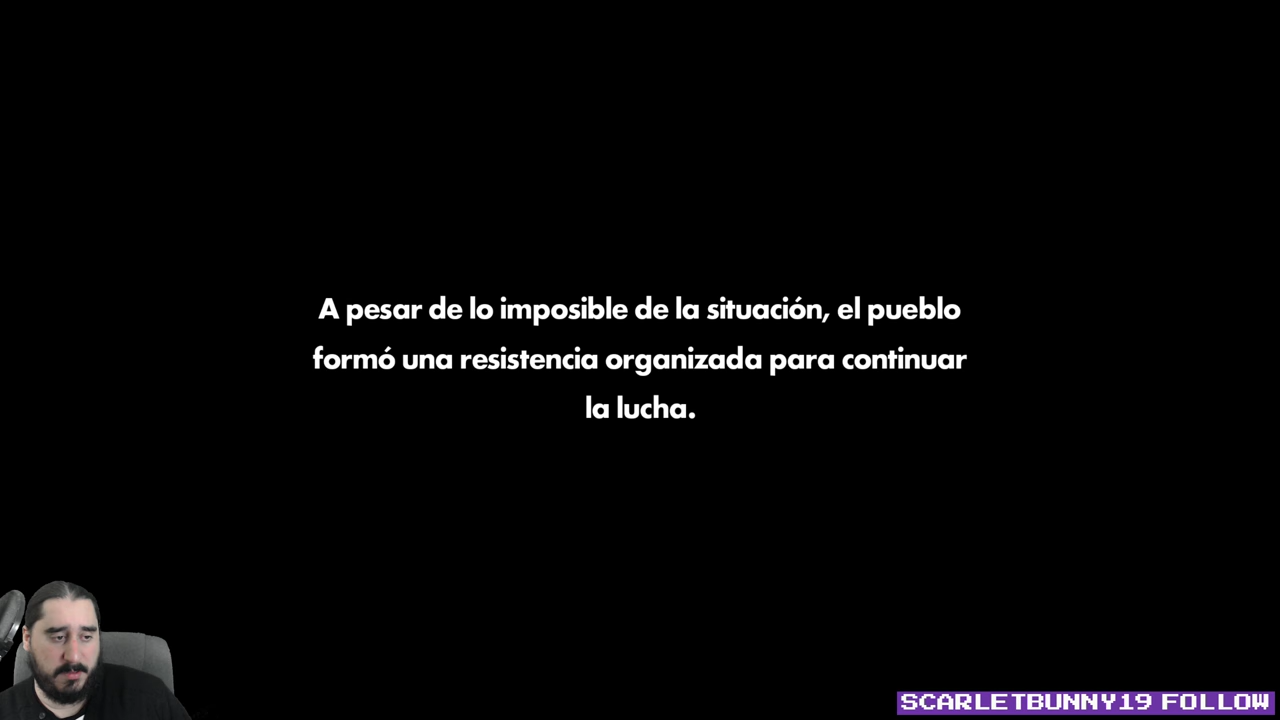 A pesar de lo imposible de la situación, el pueblo
formó una resistencia organizada para continuar
la lucha.
SCARLETBUNNY19 FOLLOW